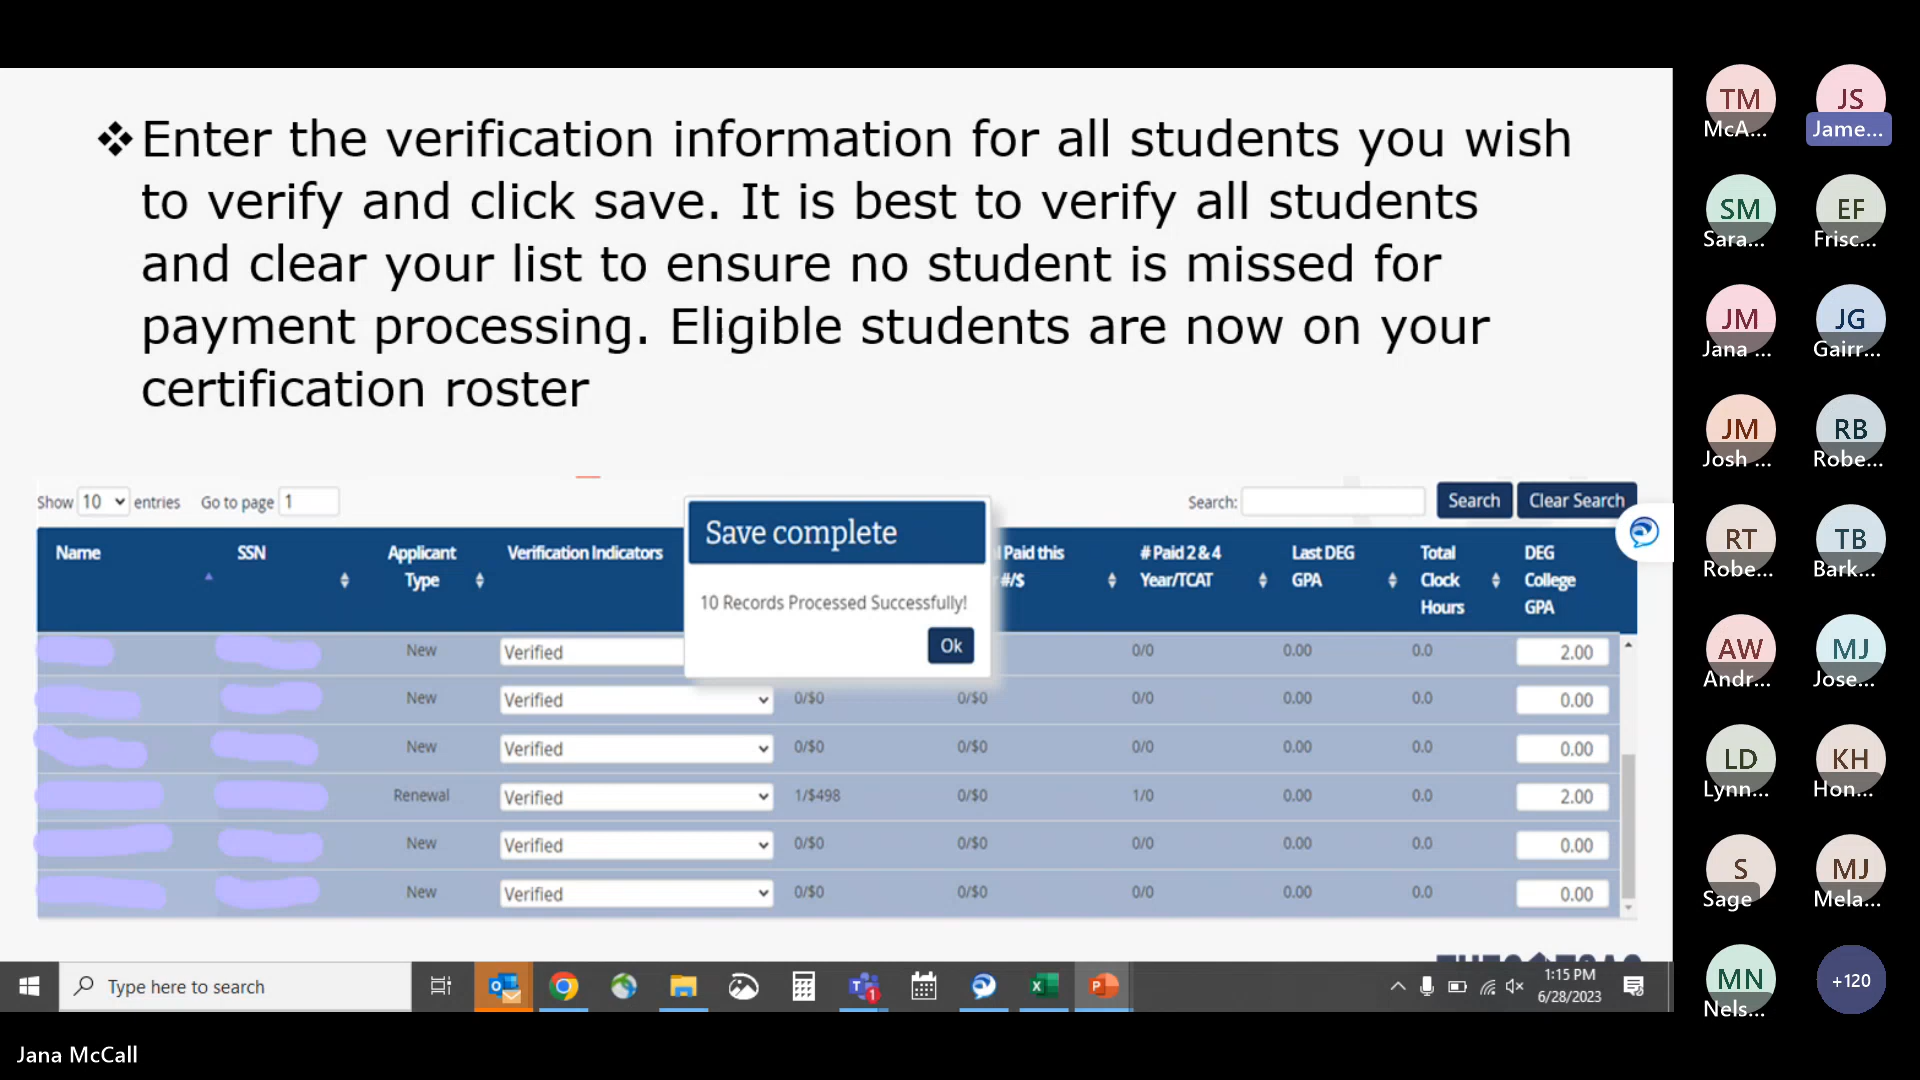 ❖Enter the verification information for all students you wish
to verify and click save. It is best to verify all students
and clear your list to ensure no student is missed for
payment processing. Eligible students are now on your
certification roster
Show 10 entries Go to page 1
Search: Search Clear Search
Save complete
10 Records Processed Successfully!
Ok
Name SSN Applicant Type Verification Indicators Paid this #/$ # Paid 2 & 4 Year/TCAT Last DEG GPA Total Clock Hours DEG College GPA
New Verified 0/0 0.00 0.0 2.00
New Verified 0/$0 0/$0 0/0 0.00 0.0 0.00
New Verified 0/$0 0/$0 0/0 0.00 0.0 0.00
Renewal Verified 1/$498 0/$0 1/0 0.00 0.0 2.00
New Verified 0/$0 0/$0 0/0 0.00 0.0 0.00
New Verified 0/$0 0/$0 0/0 0.00 0.0 0.00
Type here to search
1:15 PM
6/28/2023
Jana McCall
TM JS
McA... Jame...
SM EF
Sara... Frisc...
JM JG
Jana ... Gairr...
JM RB
Josh ... Robe...
RT TB
Robe... Bark...
AW MJ
Andr... Jose...
LD KH
Lynn... Hon...
S MJ
Sage Mela...
MN +120
Nels...